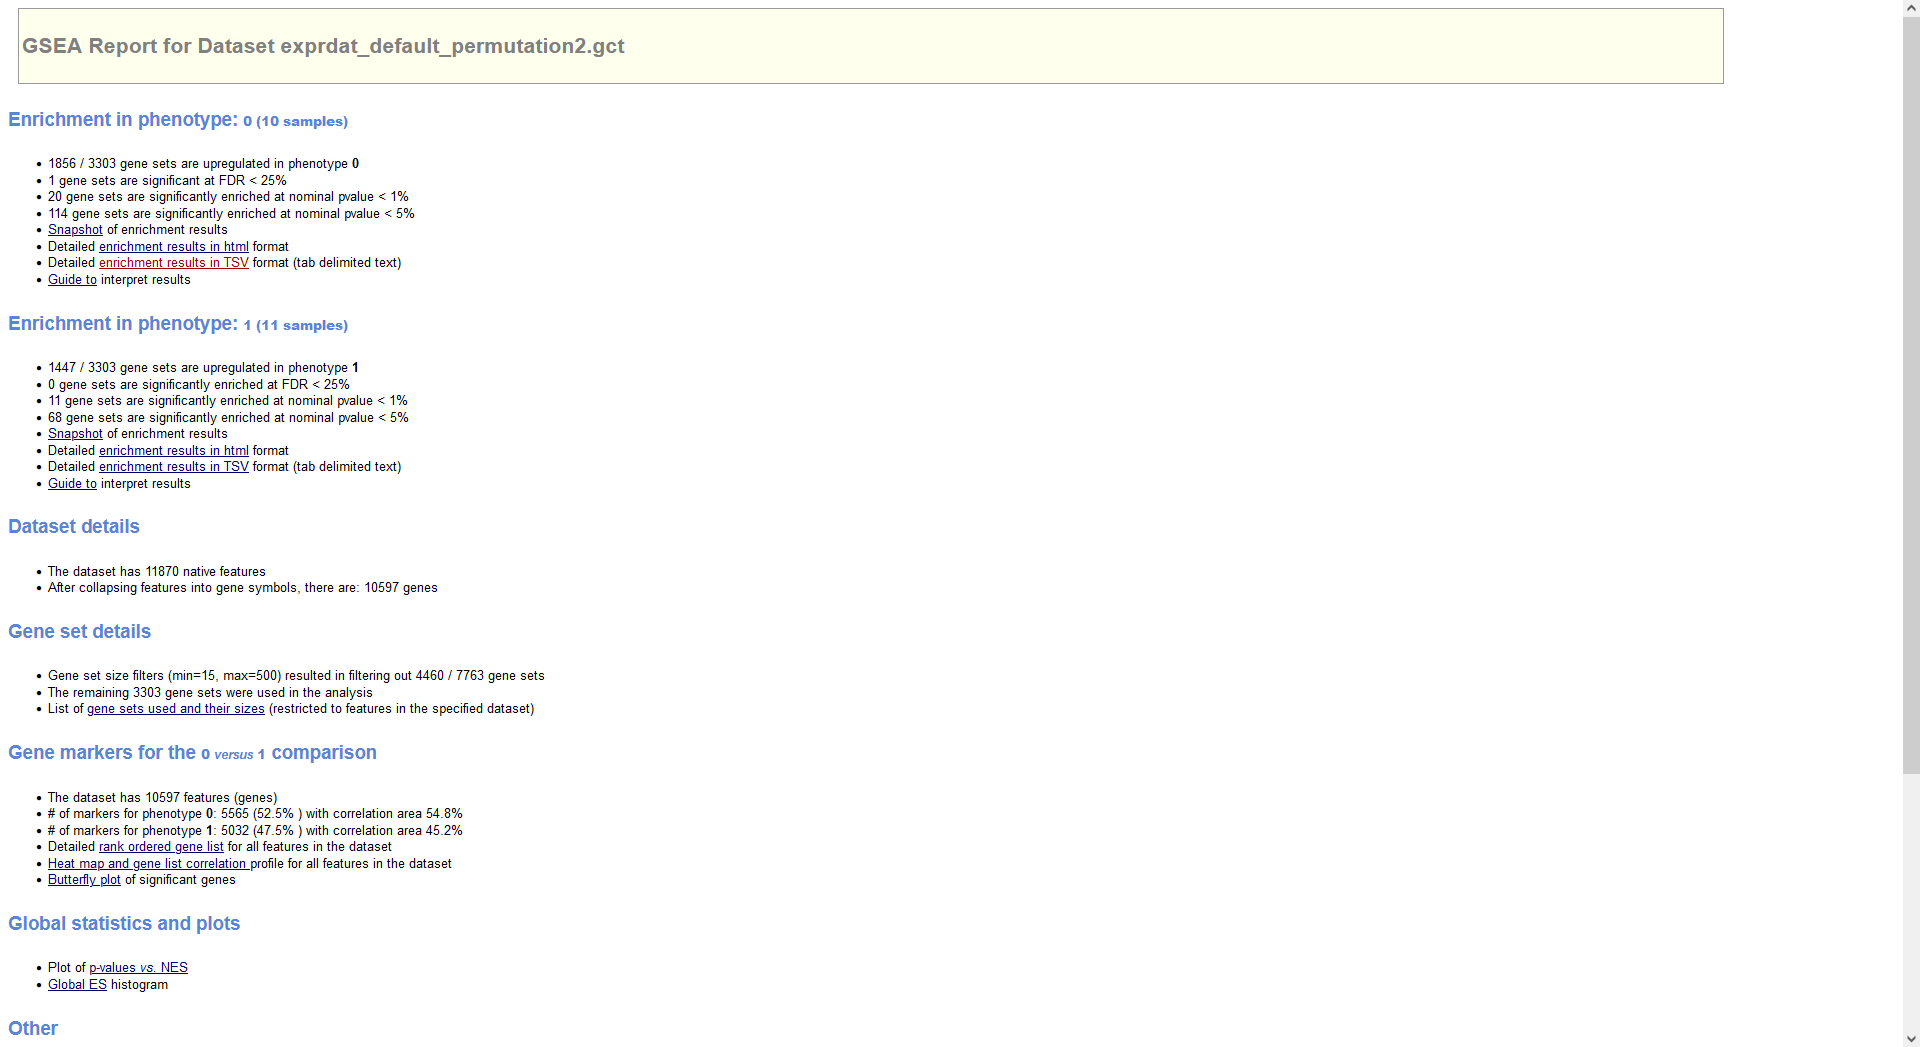 GSEA Report for Dataset exprdat_default_permutation2.gct
Enrichment in phenotype: 0 (10 samples)
1856 / 3303 gene sets are upregulated in phenotype 0
1 gene sets are significant at FDR < 25%
20 gene sets are significantly enriched at nominal pvalue < 1%
114 gene sets are significantly enriched at nominal pvalue < 5%
Snapshot of enrichment results
Detailed enrichment results in html format
Detailed enrichment results in TSV format (tab delimited text)
Guide to interpret results
Enrichment in phenotype: 1 (11 samples)
1447 / 3303 gene sets are upregulated in phenotype 1
0 gene sets are significantly enriched at FDR < 25%
11 gene sets are significantly enriched at nominal pvalue < 1%
68 gene sets are significantly enriched at nominal pvalue < 5%
Snapshot of enrichment results
Detailed enrichment results in html format
Detailed enrichment results in TSV format (tab delimited text)
Guide to interpret results
Dataset details
The dataset has 11870 native features
After collapsing features into gene symbols, there are: 10597 genes
Gene set details
Gene set size filters (min=15, max=500) resulted in filtering out 4460 / 7763 gene sets
The remaining 3303 gene sets were used in the analysis
List of gene sets used and their sizes (restricted to features in the specified dataset)
Gene markers for the 0 versus 1 comparison
The dataset has 10597 features (genes)
# of markers for phenotype 0: 5565 (52.5% ) with correlation area 54.8%
# of markers for phenotype 1: 5032 (47.5% ) with correlation area 45.2%
Detailed rank ordered gene list for all features in the dataset
Heat map and gene list correlation profile for all features in the dataset
Butterfly plot of significant genes
Global statistics and plots
Plot of p-values vs. NES
Global ES histogram
Other